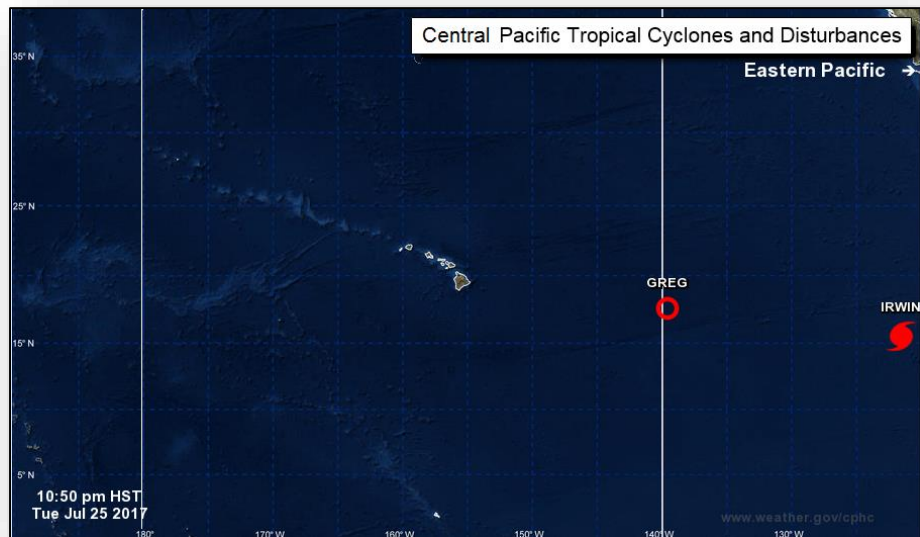 Central Pacific Tropical Cyclones and Disturbances
35° N
Eastern Pacific →
25° N
GREG
IRWIN
15° N
5° N
10:50 pm HST
Tue Jul 25 2017
www.weather.gov/cphc
180°
170° W
160° W
150° W
140° W
130° W